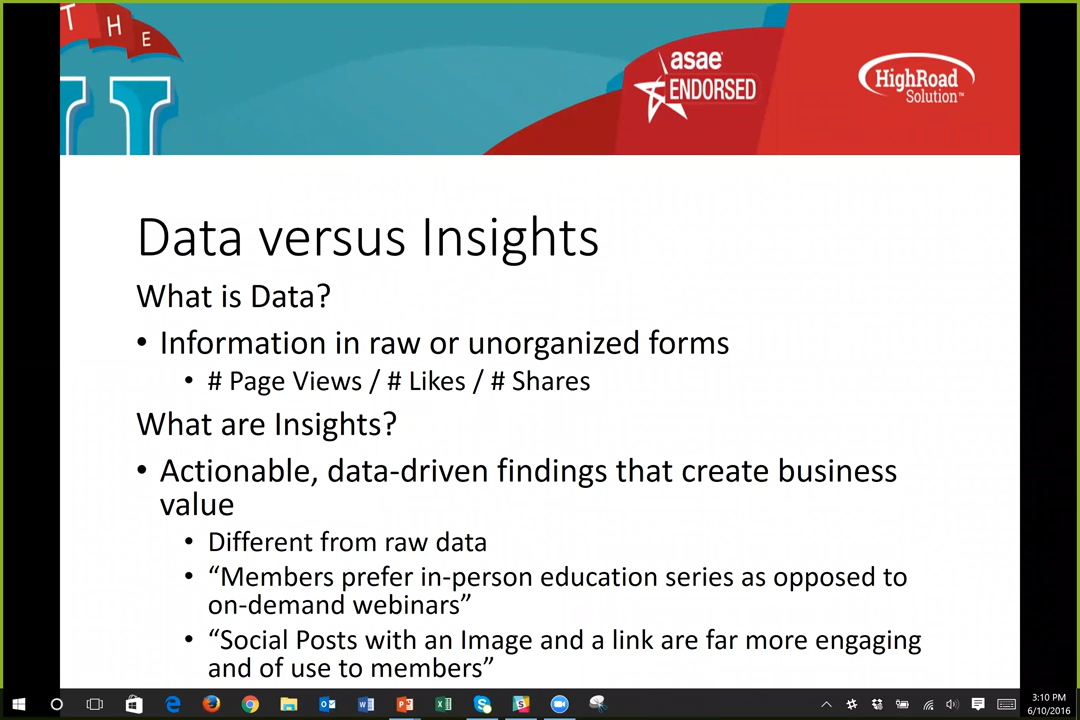 THE
U
asae
ENDORSED
HighRoad
Solution™
Data versus Insights
What is Data?
• Information in raw or unorganized forms
• # Page Views / # Likes / # Shares
What are Insights?
• Actionable, data-driven findings that create business
value
• Different from raw data
• “Members prefer in-person education series as opposed to
on-demand webinars”
• “Social Posts with an Image and a link are far more engaging
and of use to members”
3:10 PM
6/10/2016